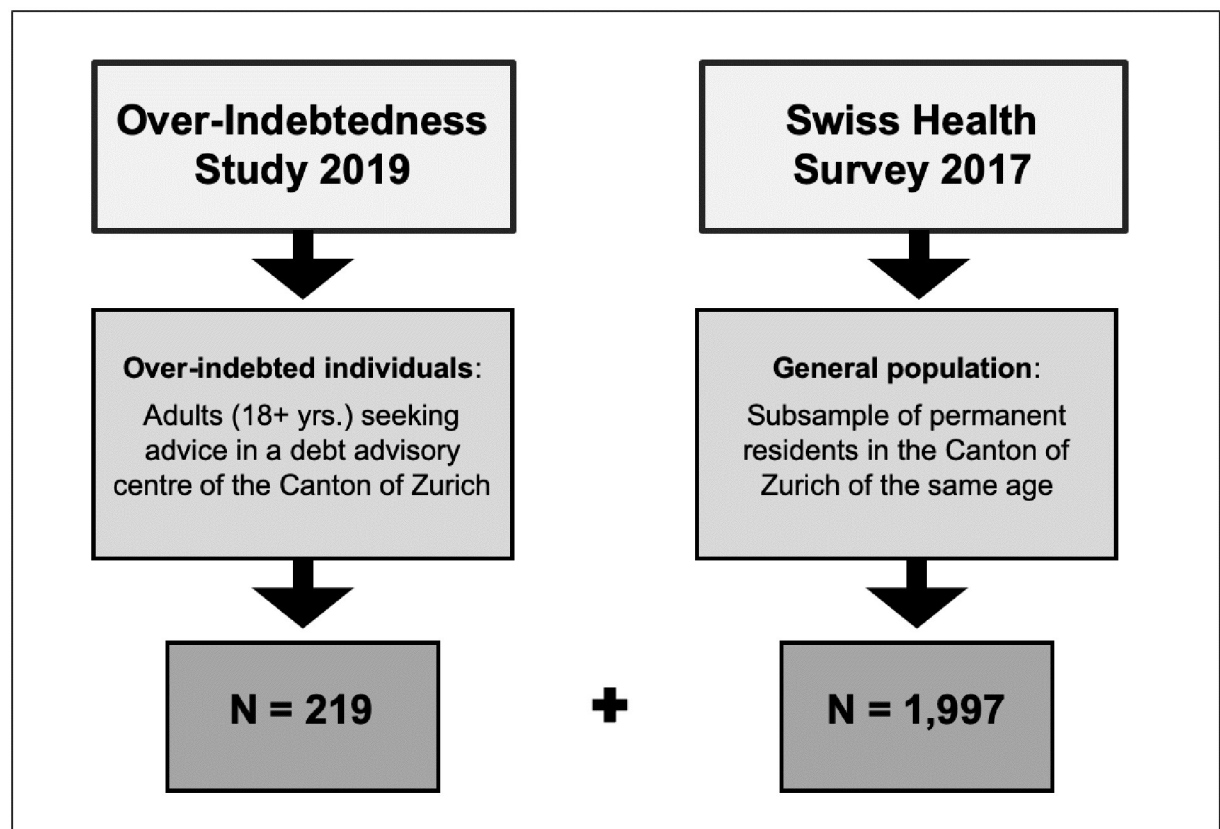 Over-Indebtedness
Study 2019
Over-indebted individuals:
Adults (18+ yrs.) seeking
advice in a debt advisory
centre of the Canton of Zurich
N = 219
+
Swiss Health
Survey 2017
General population:
Subsample of permanent
residents in the Canton of
Zurich of the same age
N = 1,997